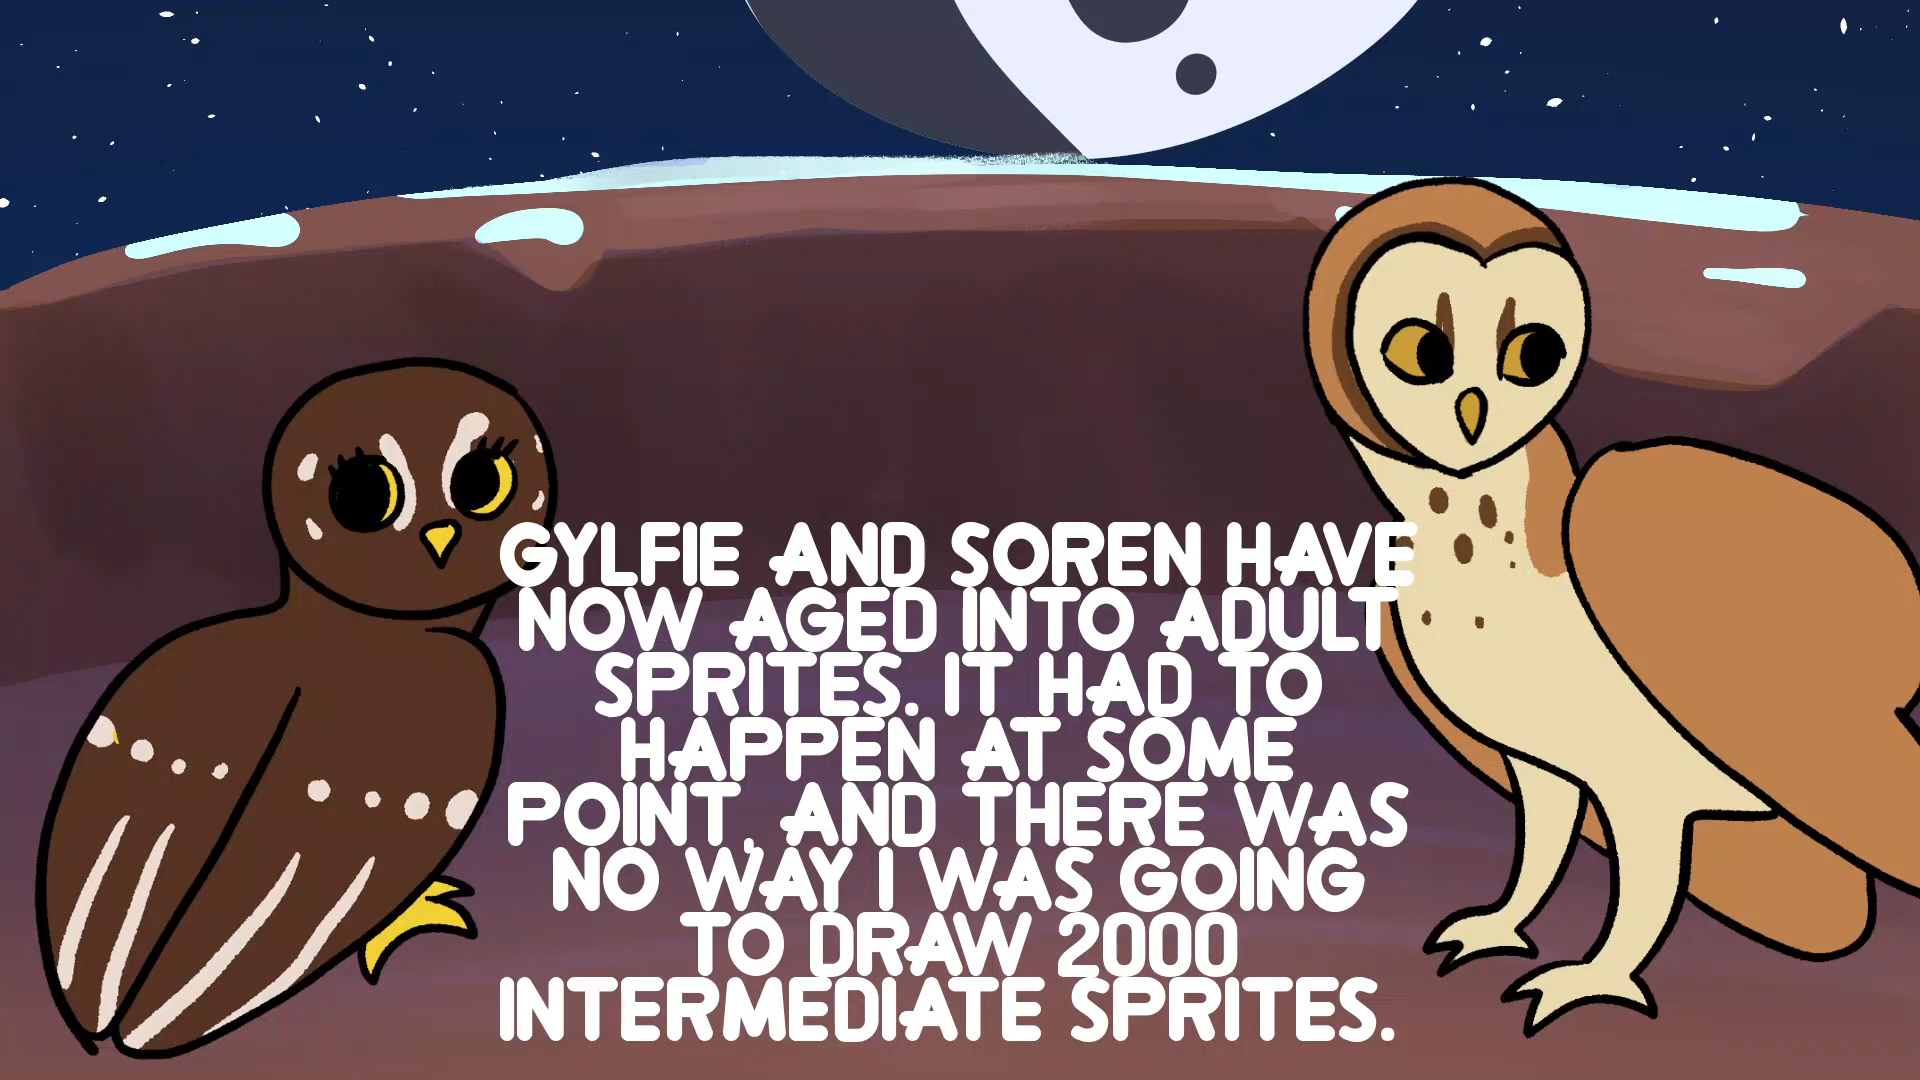 GYLFIE AND SOREN HAVE
NOW AGED INTO ADULT
SPRITES. IT HAD TO
HAPPEN AT SOME
POINT, AND THERE WAS
NO WAY I WAS GOING
TO DRAW 2000
INTERMEDIATE SPRITES.